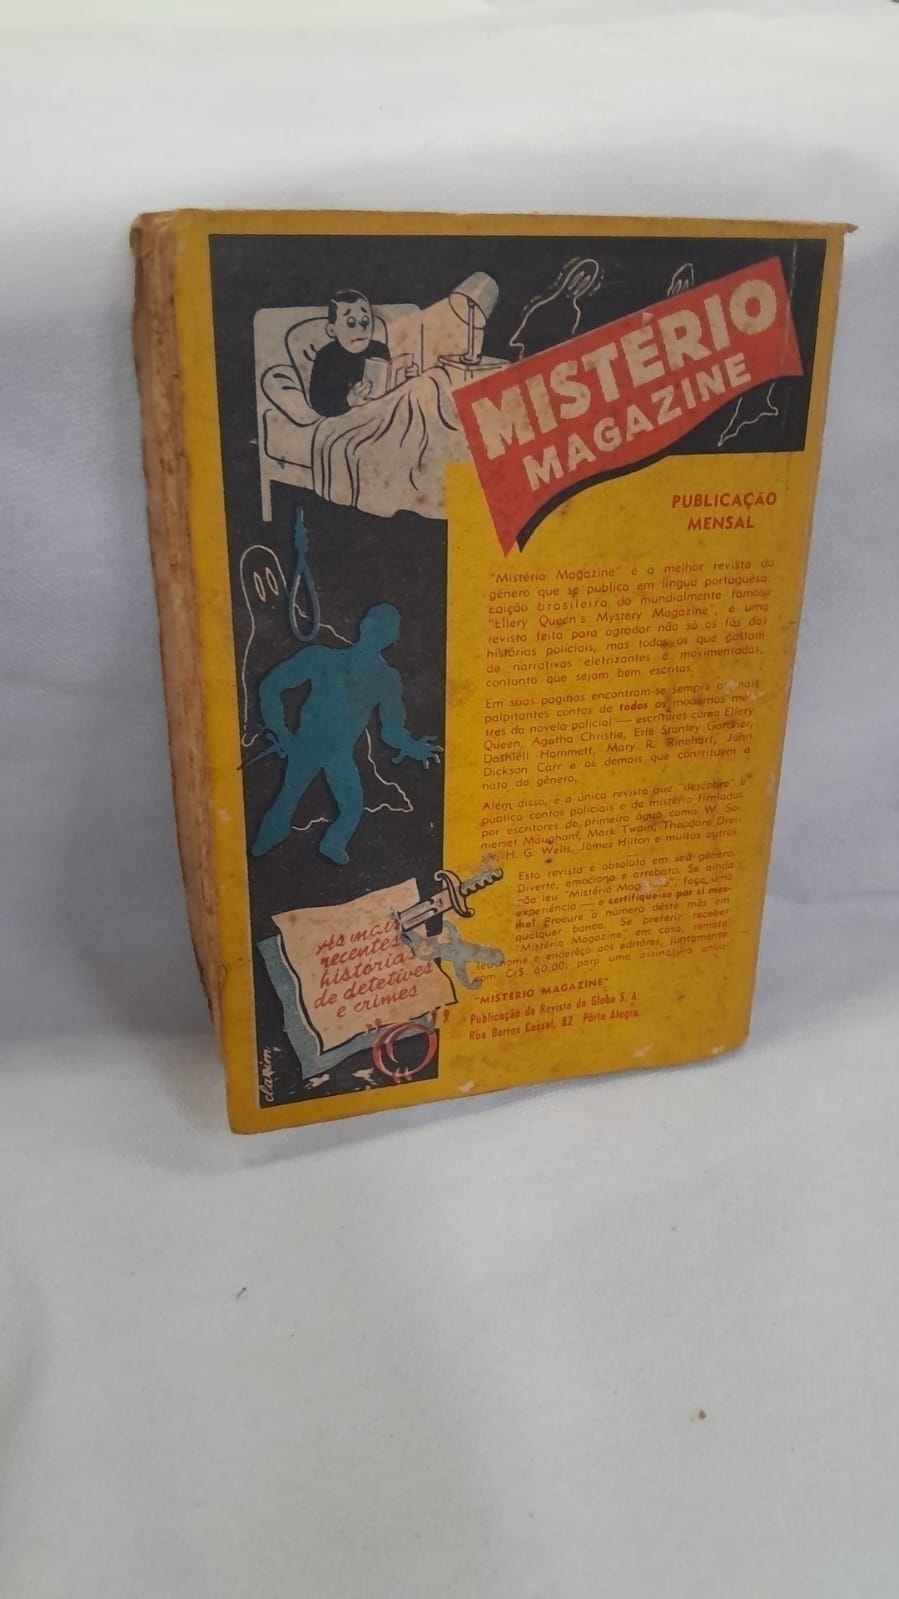 MISTÉRIO
MAGAZINE
PUBLICAÇÃO
MENSAL
"Mistério Magazine" é a melhor revista do
gênero que se publica em língua portuguêsa.
Edição brasileira do mundialmente famoso
"Ellery Queen's Mystery Magazine", é uma
revista feita para agradar não só os fãs das
histórias policiais, mas todos os que gostam
de narrativas eletrizantes e movimentadas,
contanto que sejam bem escritas.
Em suas páginas encontram-se sempre os mais
palpitantes contos de todos os modernos mes-
tres da novela policial — escritores como Ellery
Queen, Agatha Christie, Erle Stanley Gardner,
Dashiell Hammett, Mary R. Rinehart, John
Dickson Carr e os demais que constituem a
nata do gênero.
Além disso, é a única revista que "descobre" e
publica contos policiais e de mistério firmados
por escritores de primeira água como W. So-
merset Maugham, Mark Twain, Theodore Drei-
H. G. Wells, James Hilton e muitos outros.
Esta revista é absoluta em seu gênero.
Diverte, emociona e arrebata. Se ainda
não leu "Mistério Magazine", faça uma
experiência — e certifique-se por si mes-
mo! Procure o número dêste mês em
qualquer banca. Se preferir receber
"Mistério Magazine" em casa, remeta
seu nome e enderêço aos editôres, juntamente
com Cr$ 60,00, para uma assinatura anual.
"MISTÉRIO MAGAZINE"
Publicação da Revista do Globo S. A.
Rua Barros Cassal, 82 Pôrto Alegre
As mais
recentes
histórias
de detetives
e crimes
clarim